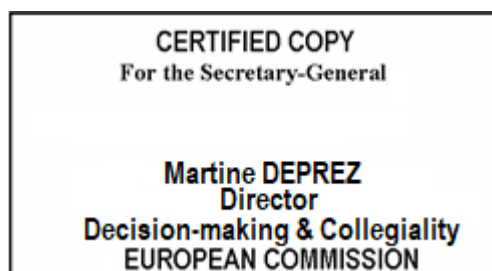 CERTIFIED COPY
For the Secretary-General
Martine DEPREZ
Director
Decision-making & Collegiality
EUROPEAN COMMISSION